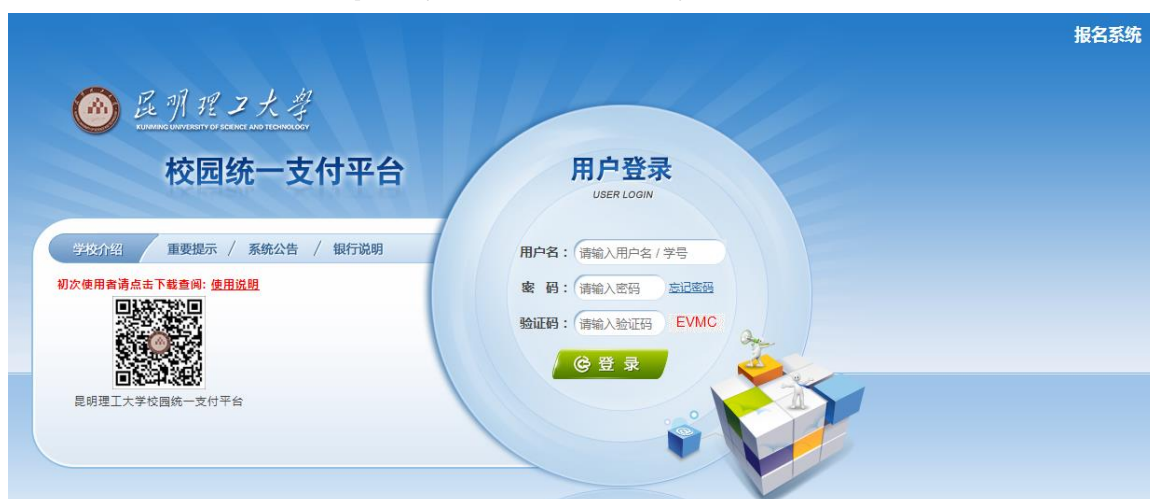 报名系统
昆明理工大学
KUNMING UNIVERSITY OF SCIENCE AND TECHNOLOGY
校园统一支付平台
学校介绍 重要提示 / 系统公告 / 银行说明
初次使用者请点击下载查阅: 使用说明
昆明理工大学校园统一支付平台
用户登录
USER LOGIN
用户名： 请输入用户名 / 学号
密 码： 请输入密码 忘记密码
验证码： 请输入验证码 EVMC
登 录